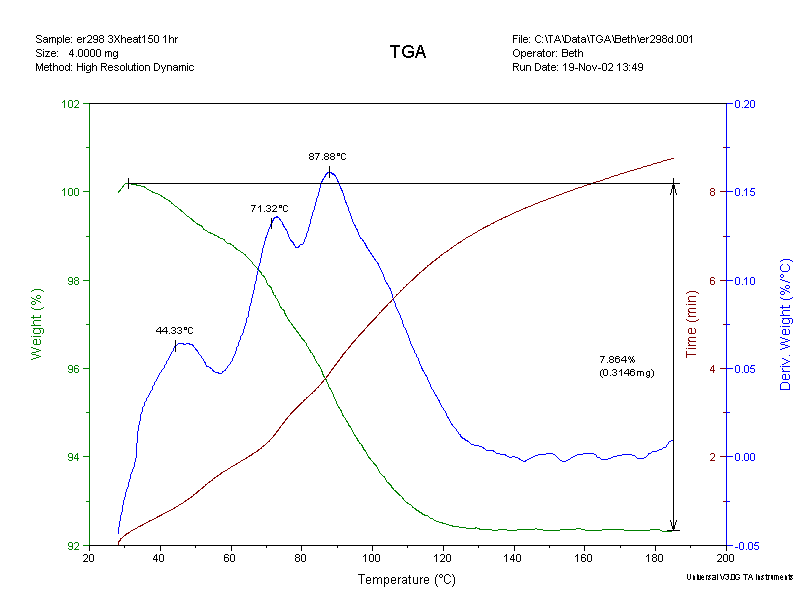 Sample: er298 3Xheat150 1hr
Size: 4.0000 mg
Method: High Resolution Dynamic
TGA
File: C:\TA\Data\TGA\Beth\er298d.001
Operator: Beth
Run Date: 19-Nov-02 13:49
102
100
98
96
94
92
Weight (%)
44.33°C
71.32°C
87.88°C
7.864%
(0.3146mg)
8
6
4
2
Time (min)
0.20
0.15
0.10
0.05
0.00
-0.05
Deriv. Weight (%/°C)
20
40
60
80
100
120
140
160
180
200
Temperature (°C)
Universal V3.0G TA Instruments